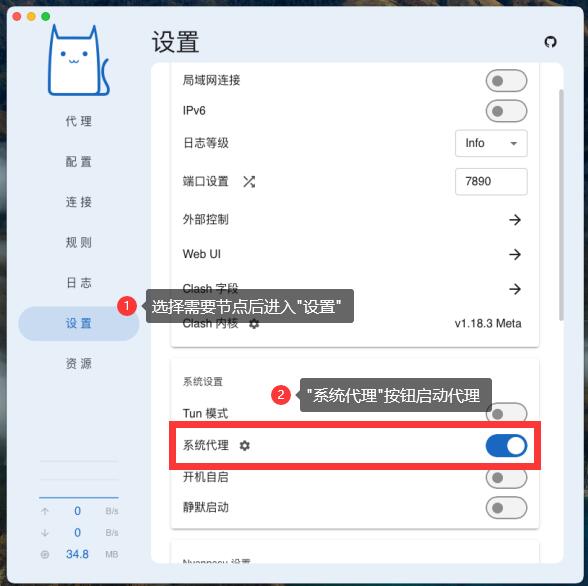 设置
代理
配置
连接
规则
日志
设置
资源
0 B/s
0 B/s
34.8 MB
局域网连接
IPv6
日志等级 Info
端口设置 7890
外部控制
Web UI
Clash 字段
1 选择需要节点后进入"设置"
Clash 内核 v1.18.3 Meta
系统设置
2 "系统代理"按钮启动代理
Tun 模式
系统代理
开机自启
静默启动
Nyanpasu 设置